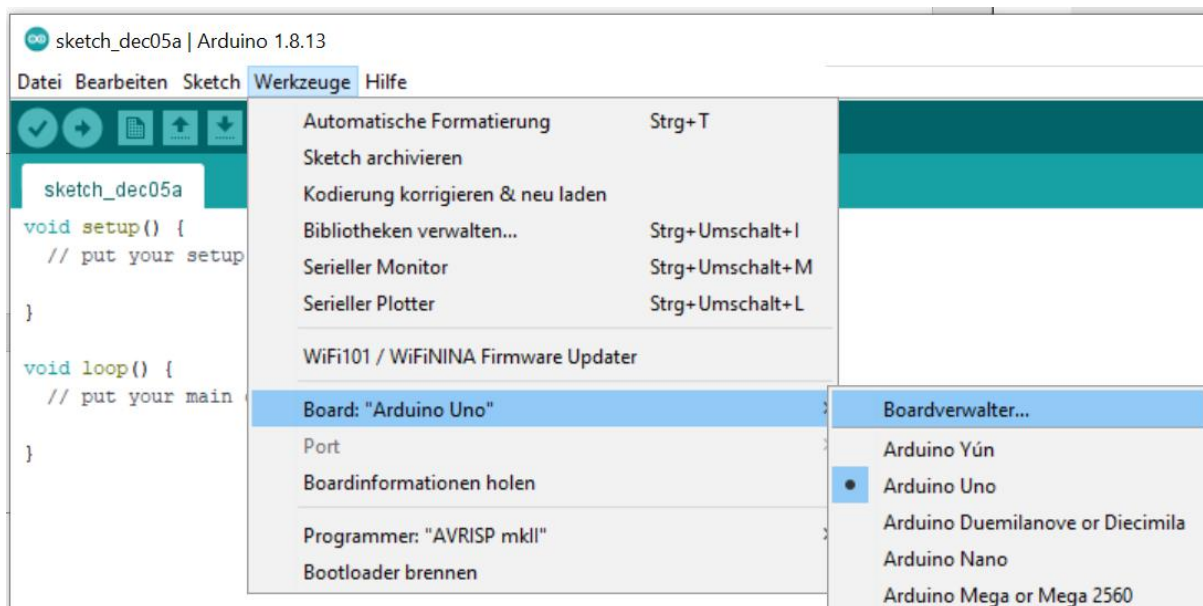 sketch_dec05a | Arduino 1.8.13
Datei Bearbeiten Sketch Werkzeuge Hilfe
sketch_dec05a
void setup() {
// put your setup
}
void loop() {
// put your main
}
Automatische Formatierung Strg+T
Sketch archivieren
Kodierung korrigieren & neu laden
Bibliotheken verwalten... Strg+Umschalt+I
Serieller Monitor Strg+Umschalt+M
Serieller Plotter Strg+Umschalt+L
WiFi101 / WiFiNINA Firmware Updater
Board: "Arduino Uno"
Port
Boardinformationen holen
Programmer: "AVRISP mkII"
Bootloader brennen
Boardverwalter...
Arduino Yún
Arduino Uno
Arduino Duemilanove or Diecimila
Arduino Nano
Arduino Mega or Mega 2560